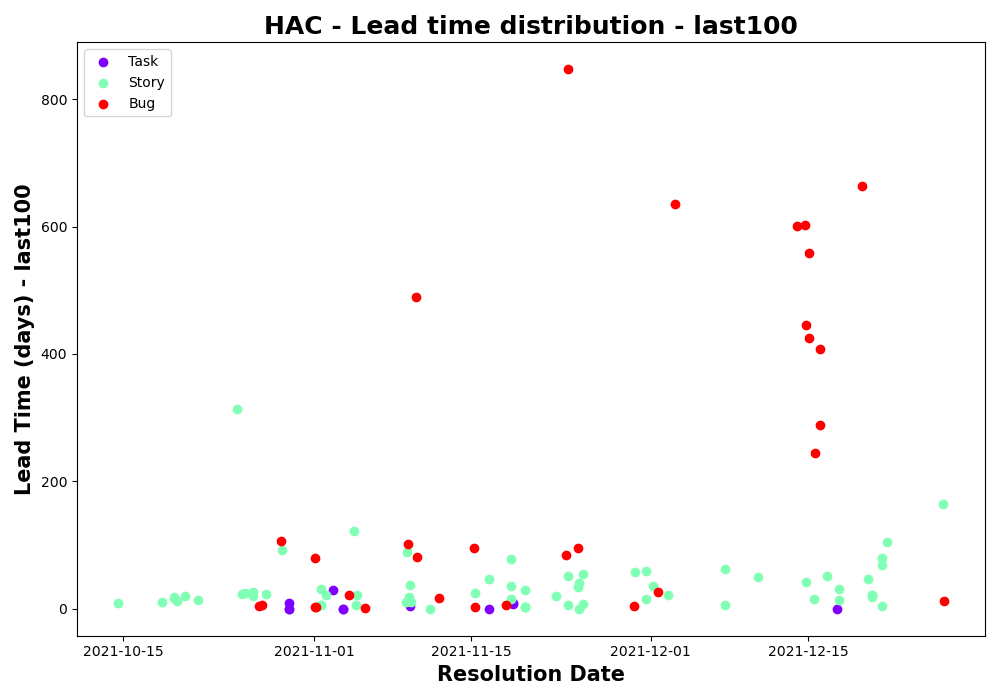 HAC - Lead time distribution - last100
Task
Story
Bug
Lead Time (days) - last100
800
600
400
200
0
2021-10-15
2021-11-01
2021-11-15
2021-12-01
2021-12-15
Resolution Date